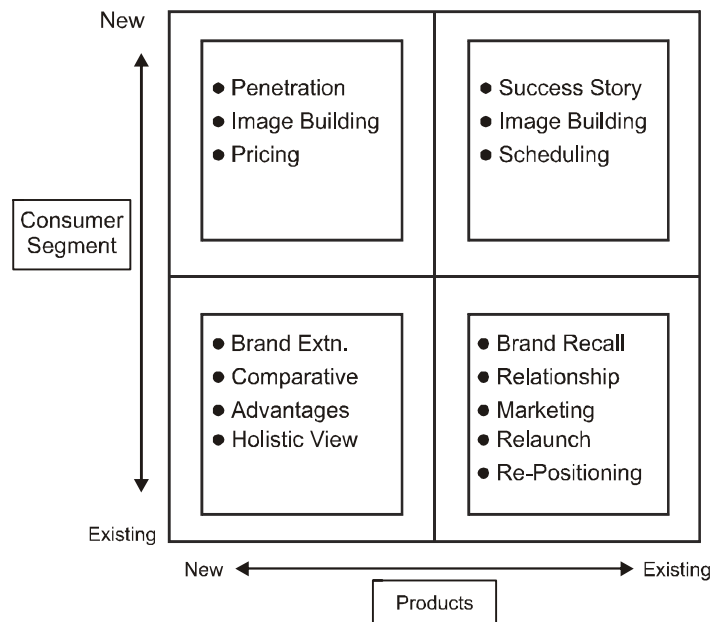 New
● Penetration
● Image Building
● Pricing
● Success Story
● Image Building
● Scheduling
Consumer
Segment
● Brand Extn.
● Comparative
● Advantages
● Holistic View
● Brand Recall
● Relationship
● Marketing
● Relaunch
● Re-Positioning
Existing
New
Existing
Products